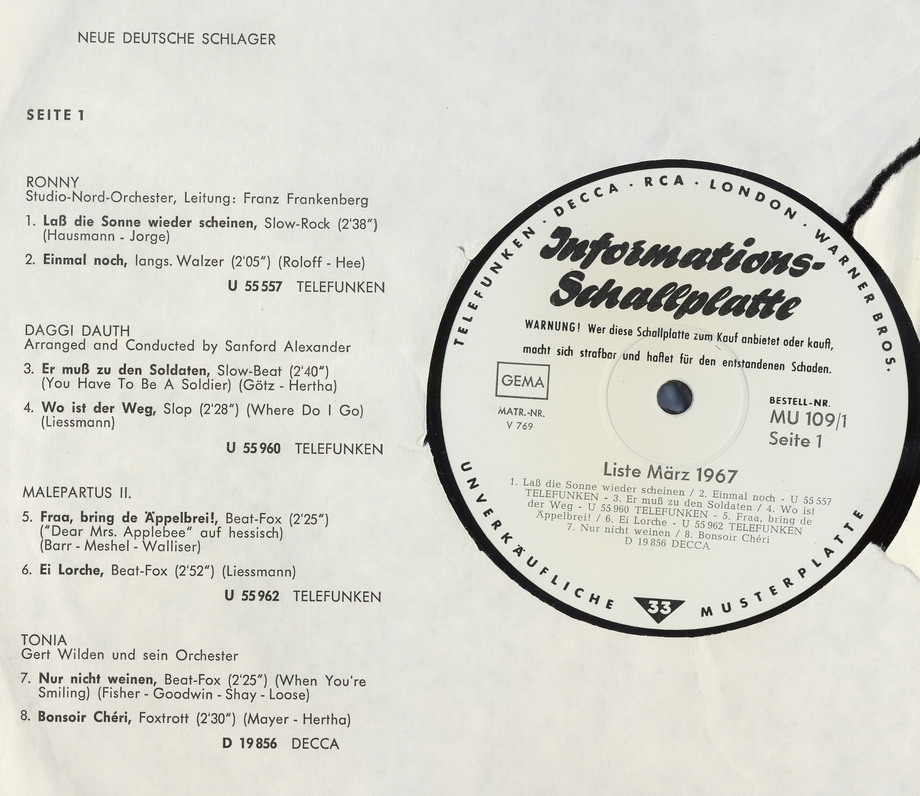 NEUE DEUTSCHE SCHLAGER
SEITE 1
RONNY
Studio-Nord-Orchester, Leitung: Franz Frankenberg
1. Laß die Sonne wieder scheinen, Slow-Rock (2'38")
(Hausmann - Jorge)
2. Einmal noch, langs. Walzer (2'05") (Roloff - Hee)
U 55 557 TELEFUNKEN
DAGGI DAUTH
Arranged and Conducted by Sanford Alexander
3. Er muß zu den Soldaten, Slow-Beat (2'40")
(You Have To Be A Soldier) (Götz - Hertha)
4. Wo ist der Weg, Slop (2'28") (Where Do I Go)
(Liessmann)
U 55 960 TELEFUNKEN
MALEPARTUS II.
5. Fraa, bring de Äppelbrei!, Beat-Fox (2'25")
("Dear Mrs. Applebee" auf hessisch)
(Barr - Meshel - Walliser)
6. Ei Lorche, Beat-Fox (2'52") (Liessmann)
U 55 962 TELEFUNKEN
TONIA
Gert Wilden und sein Orchester
7. Nur nicht weinen, Beat-Fox (2'25") (When You're
Smiling) (Fisher - Goodwin - Shay - Loose)
8. Bonsoir Chéri, Foxtrott (2'30") (Mayer - Hertha)
D 19 856 DECCA
TELEFUNKEN · DECCA · RCA · LONDON · WARNER BROS.
Informations-
Schallplatte
WARNUNG! Wer diese Schallplatte zum Kauf anbietet oder kauft,
macht sich strafbar und haftet für den entstandenen Schaden.
GEMA
MATR.-NR.
V 769
BESTELL-NR.
MU 109/1
Seite 1
Liste März 1967
1. Laß die Sonne wieder scheinen / 2. Einmal noch - U 55 557
TELEFUNKEN - 3. Er muß zu den Soldaten / 4. Wo ist
der Weg - U 55 960 TELEFUNKEN - 5. Fraa, bring de
Äppelbrei! / 6. Ei Lorche - U 55 962 TELEFUNKEN
7. Nur nicht weinen / 8. Bonsoir Chéri
D 19 856 DECCA
UNVERKÄUFLICHE 33 MUSTERPLATTE